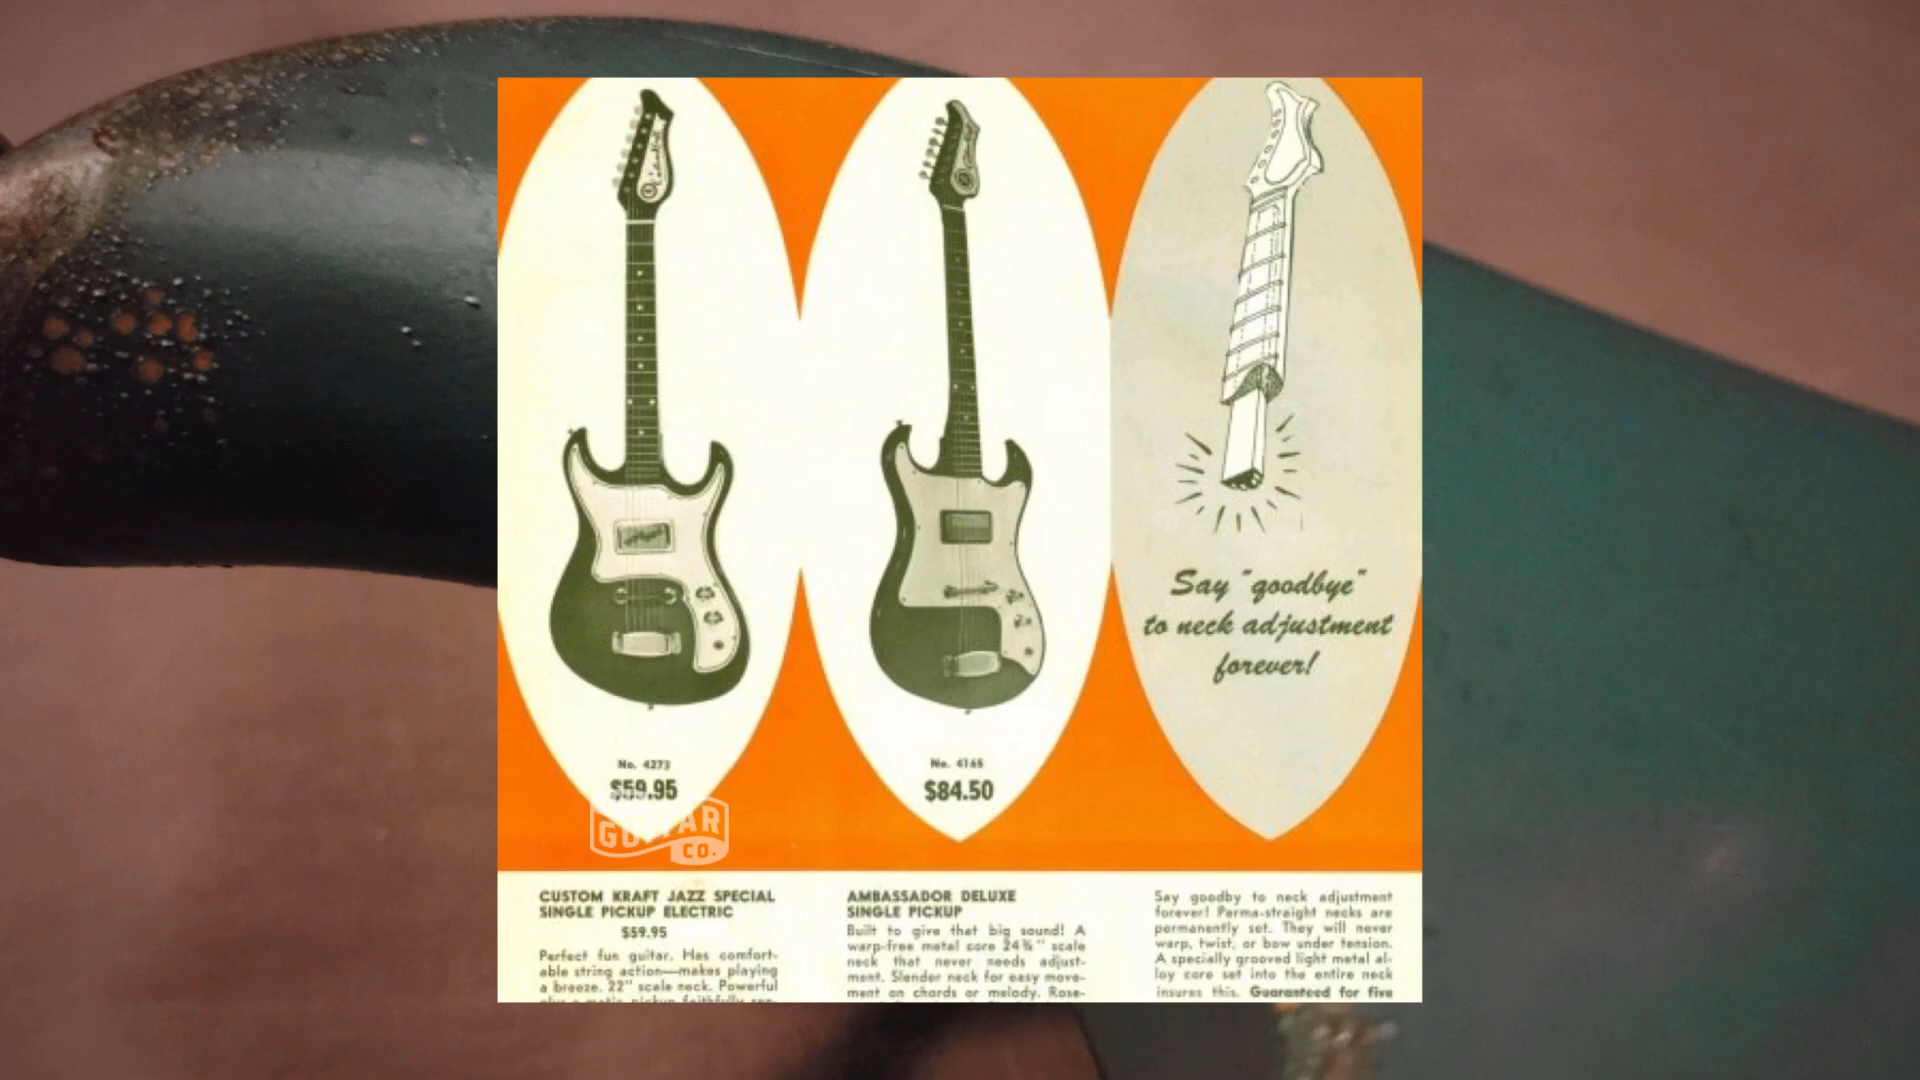 Say "goodbye"
to neck adjustment
forever!
No. 4273
$59.95
No. 4165
$84.50
GUITAR
CO.
CUSTOM KRAFT JAZZ SPECIAL
SINGLE PICKUP ELECTRIC
$59.95
Perfect fun guitar. Has comfort-
able string action—makes playing
a breeze. 22" scale neck. Powerful
AMBASSADOR DELUXE
SINGLE PICKUP
Built to give that big sound! A
warp-free metal core 24¾" scale
neck that never needs adjust-
ment. Slender neck for easy move-
ment on chords or melody. Rose-
Say goodby to neck adjustment
forever! Perma-straight necks are
permanently set. They will never
warp, twist, or bow under tension.
A specially grooved light metal al-
loy core set into the entire neck
insures this. Guaranteed for five